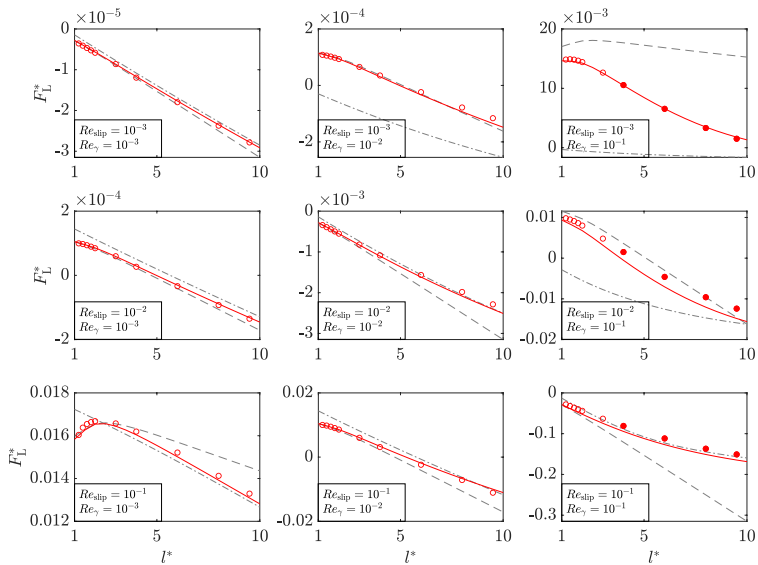 ×10⁻⁵ ×10⁻⁴ ×10⁻³
0 2 20
-1 0 10
-2 -2 0
-3 -4
F*_L
Re_slip = 10⁻³ Re_slip = 10⁻³ Re_slip = 10⁻³
Re_γ = 10⁻³ Re_γ = 10⁻² Re_γ = 10⁻¹
1 5 10 1 5 10 1 5 10
×10⁻⁴ ×10⁻³
2 0 0.01
0 -1 0
-2 -2 -0.01
-4 -3 -0.02
F*_L
Re_slip = 10⁻² Re_slip = 10⁻² Re_slip = 10⁻²
Re_γ = 10⁻³ Re_γ = 10⁻² Re_γ = 10⁻¹
1 5 10 1 5 10 1 5 10
0.018 0.02 0
0.016 0 -0.1
0.014 -0.02 -0.2
0.012 -0.3
F*_L
Re_slip = 10⁻¹ Re_slip = 10⁻¹ Re_slip = 10⁻¹
Re_γ = 10⁻³ Re_γ = 10⁻² Re_γ = 10⁻¹
1 5 10 1 5 10 1 5 10
l* l* l*